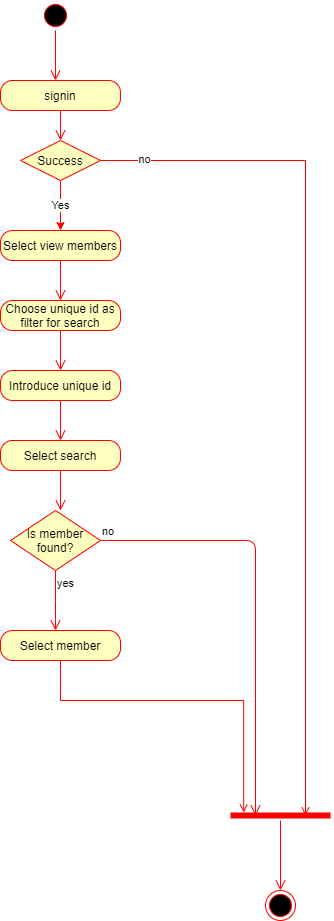 signin
Success
no
Yes
Select view members
Choose unique id as
filter for search
Introduce unique id
Select search
Is member
found?
no
yes
Select member